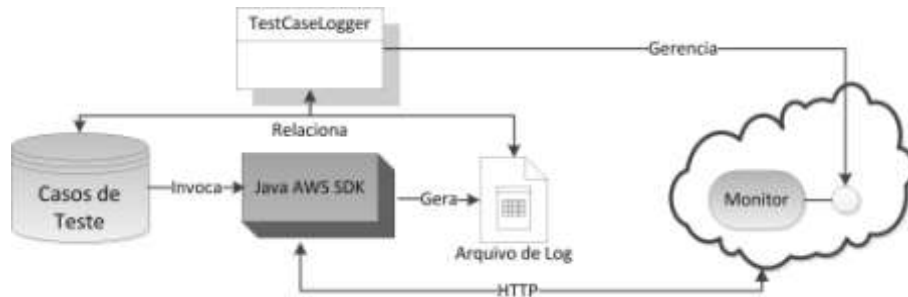 TestCaseLogger
Gerencia
Relaciona
Casos de
Teste
Invoca
Java AWS SDK
Gera
Monitor
Arquivo de Log
HTTP